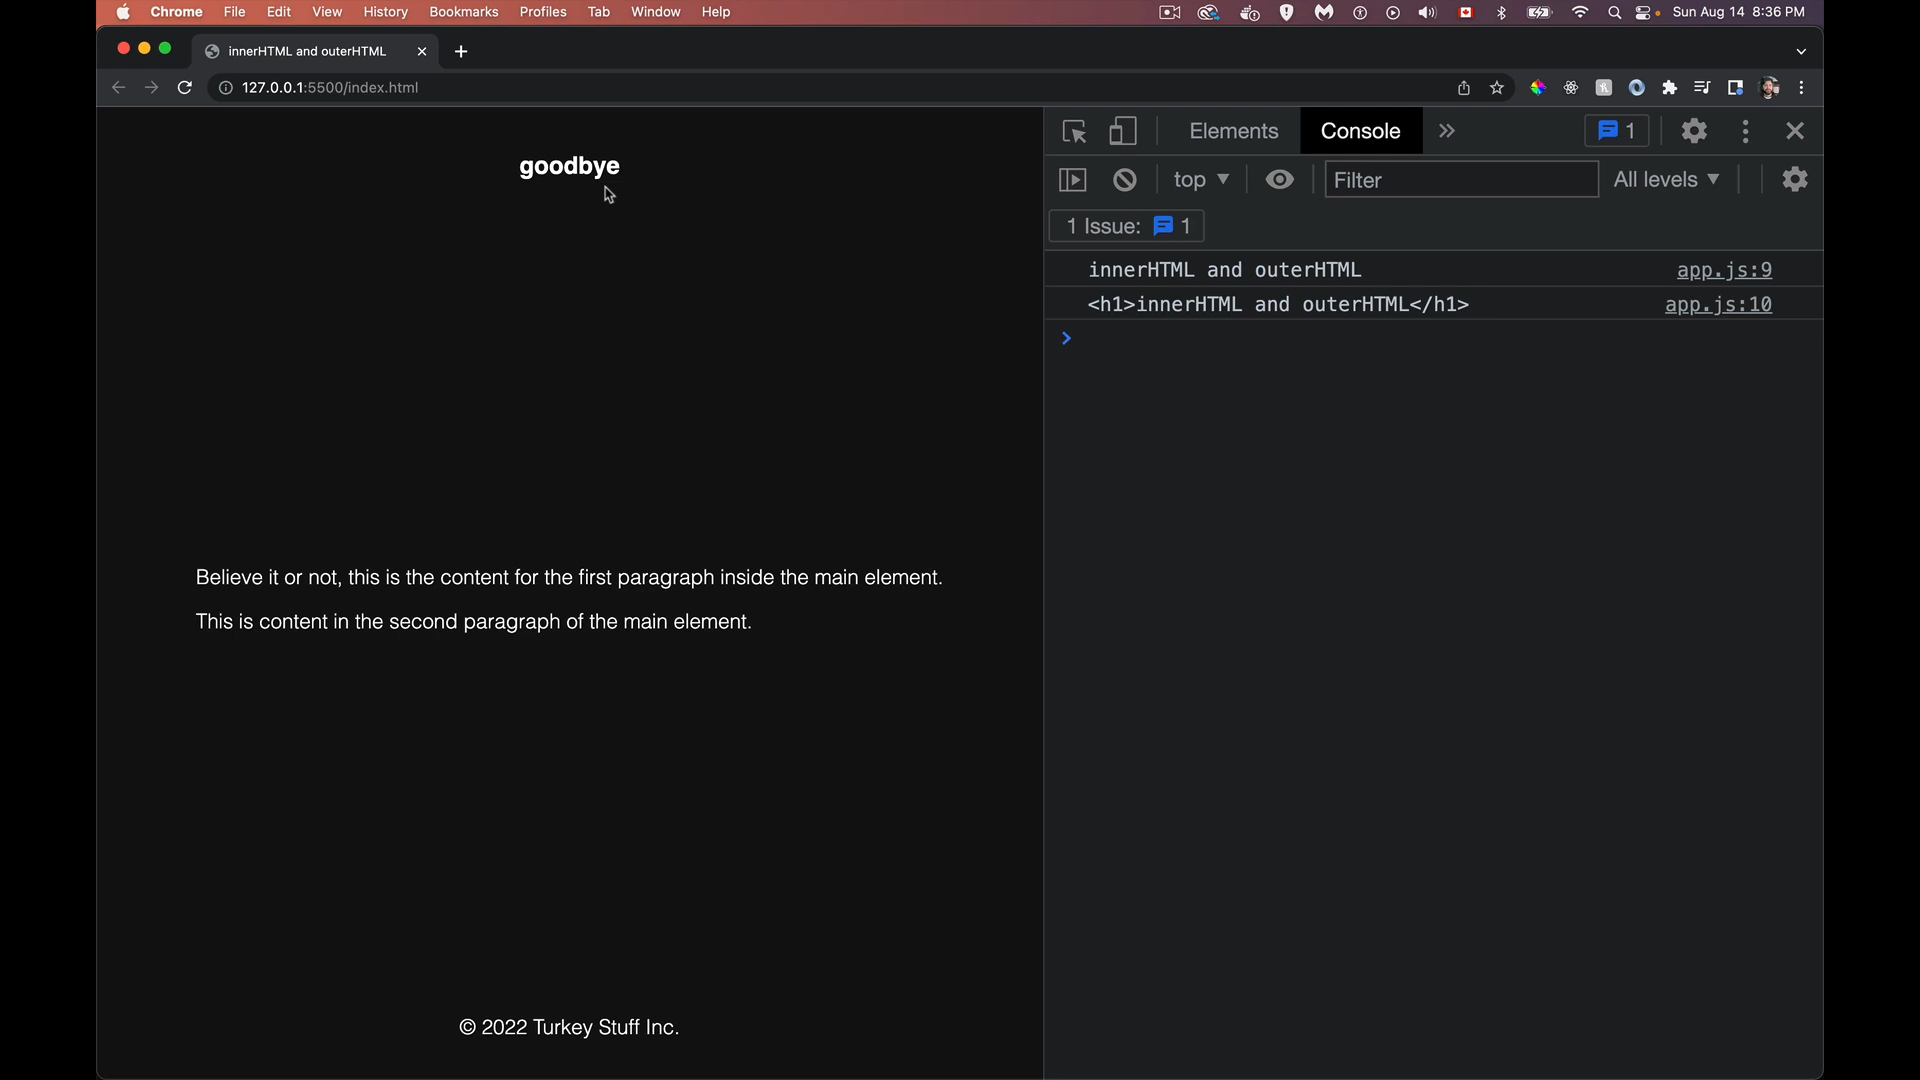 Chrome File Edit View History Bookmarks Profiles Tab Window Help Sun Aug 14 8:36 PM
innerHTML and outerHTML
127.0.0.1:5500/index.html
Elements Console 1
top Filter All levels
1 Issue: 1
innerHTML and outerHTML app.js:9
<h1>innerHTML and outerHTML</h1> app.js:10
goodbye
Believe it or not, this is the content for the first paragraph inside the main element.
This is content in the second paragraph of the main element.
© 2022 Turkey Stuff Inc.